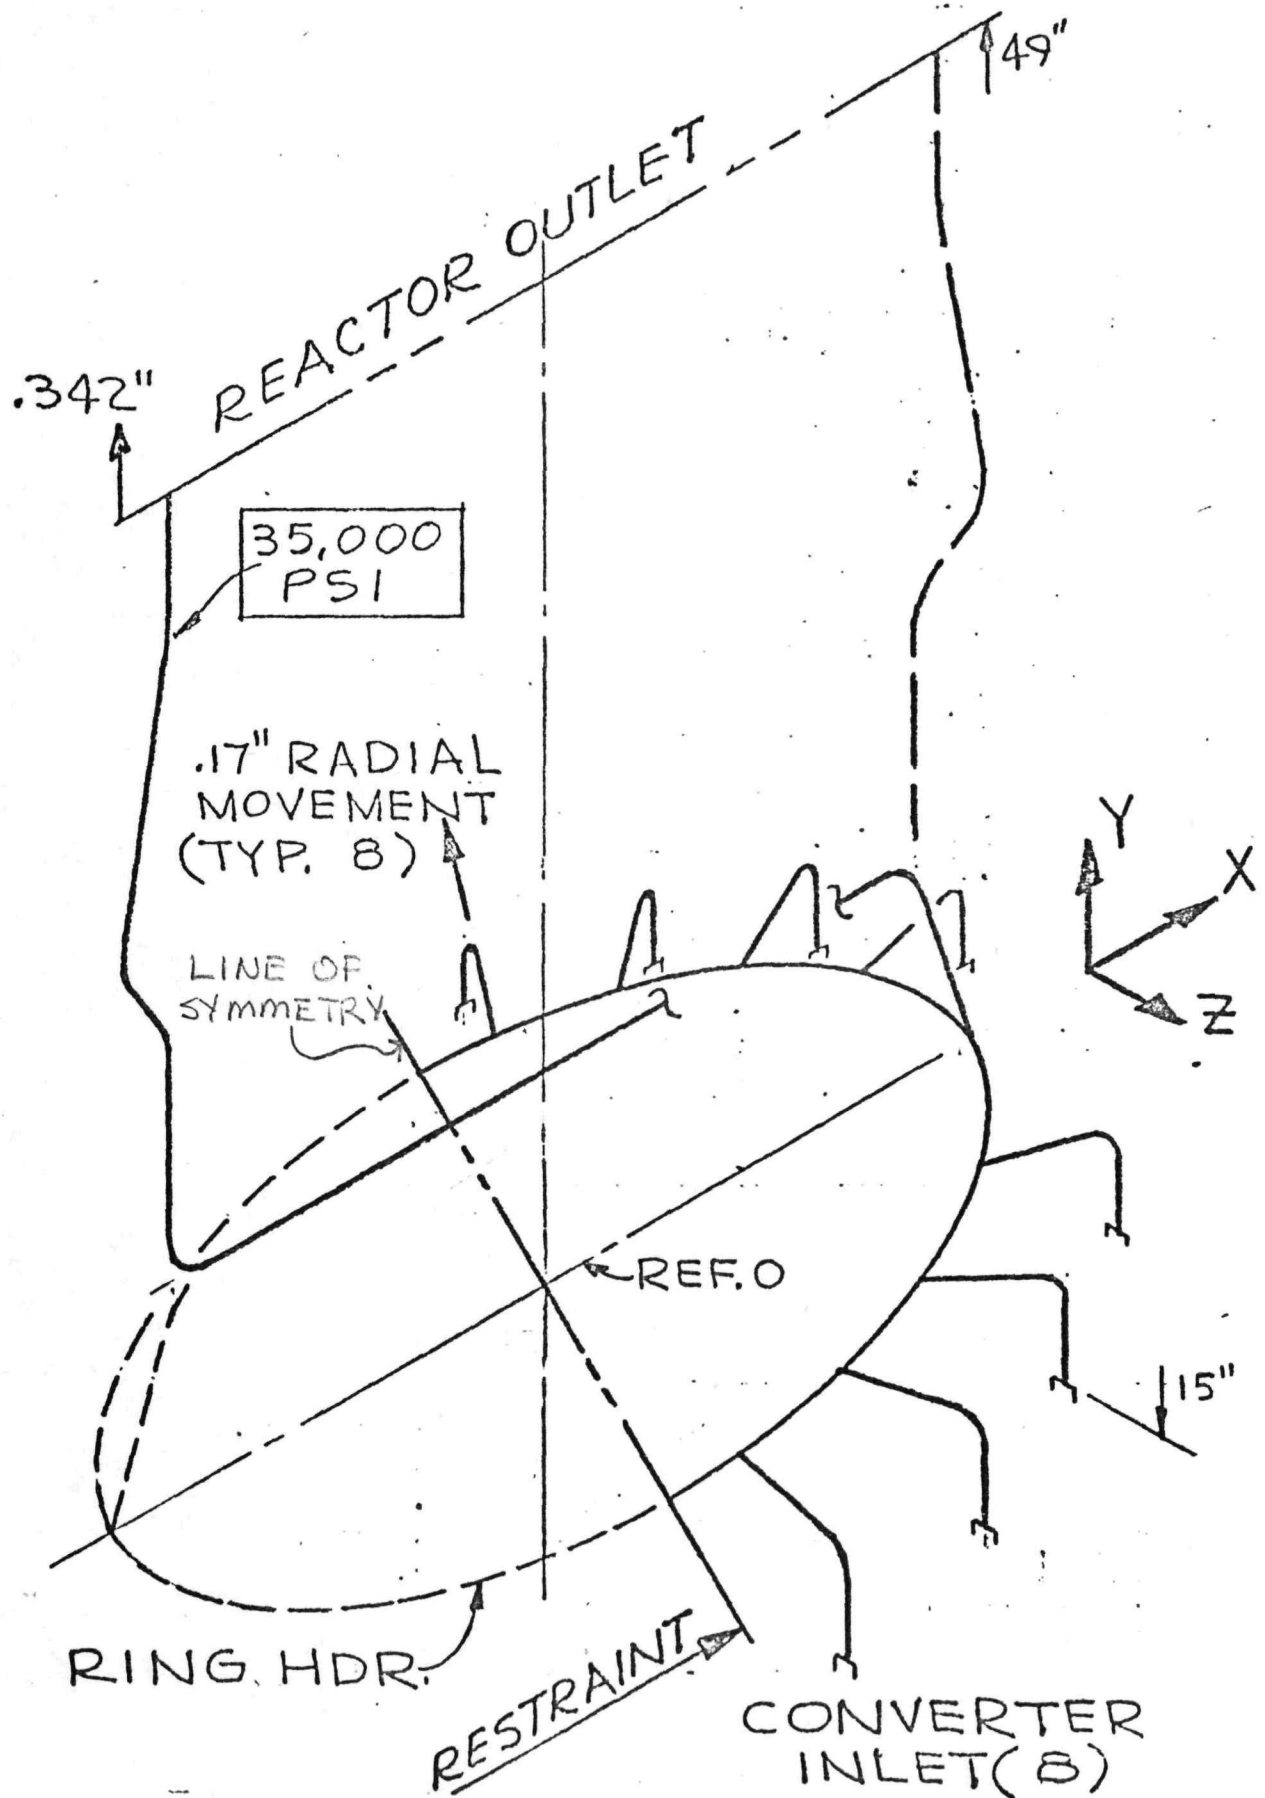 49"
REACTOR OUTLET
.342"
35,000
PSI
.17" RADIAL
MOVEMENT
(TYP. 8)
Y
X
Z
LINE OF
SYMMETRY
REF. O
15"
RING. HDR.
RESTRAINT
CONVERTER
INLET(8)